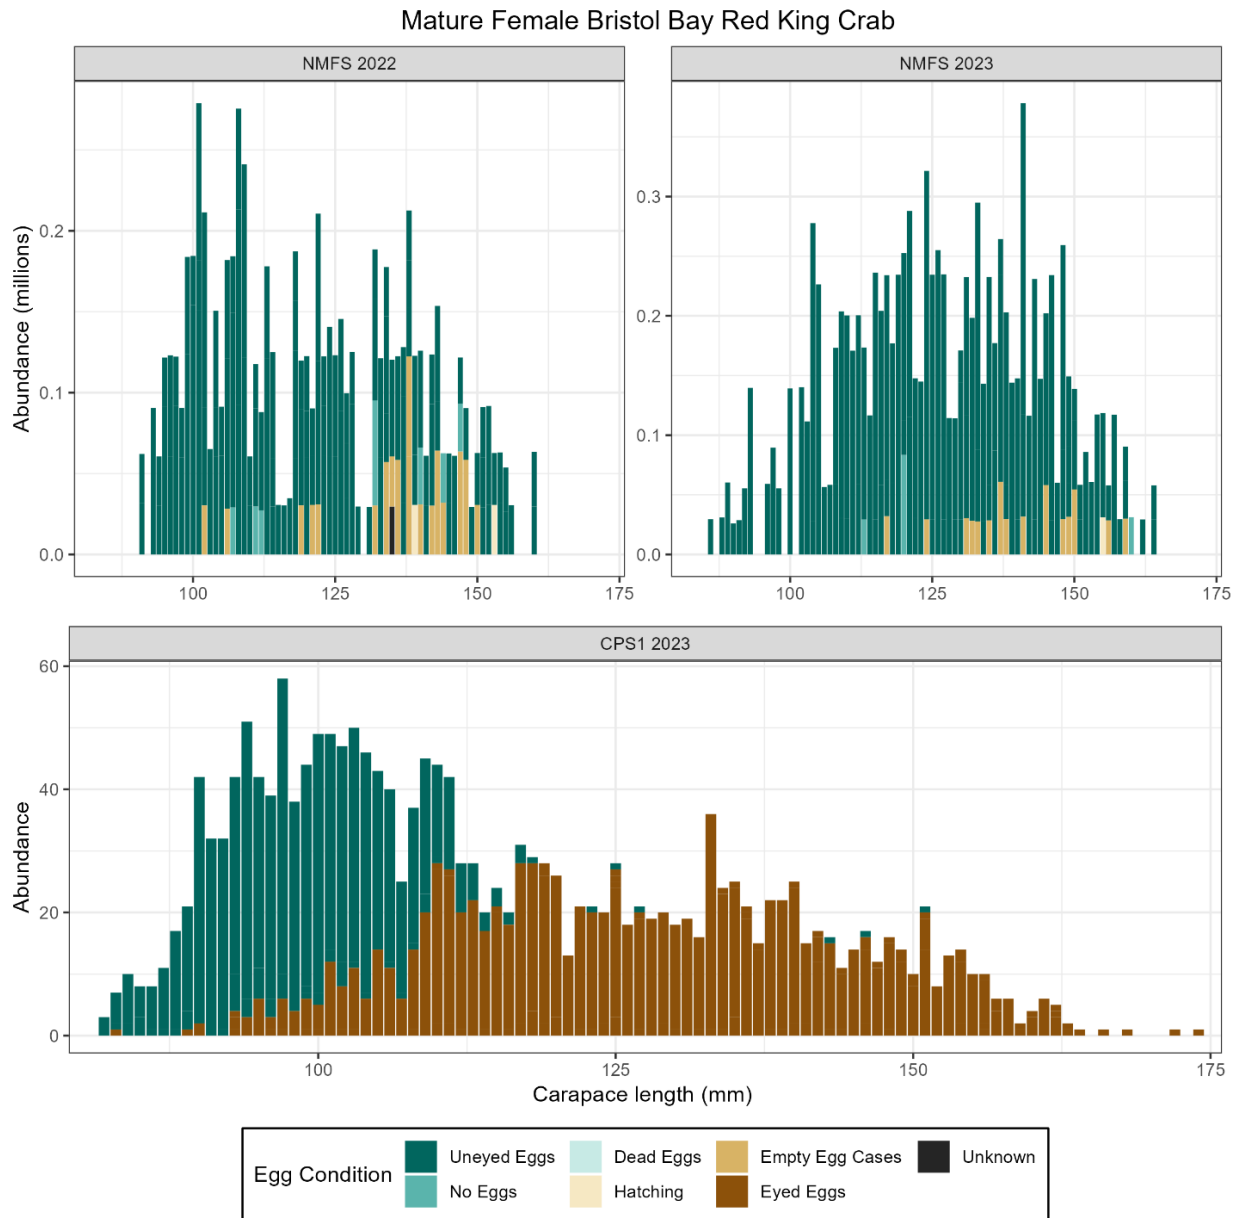 Mature Female Bristol Bay Red King Crab
NMFS 2022
NMFS 2023
Abundance (millions)
0.2
0.1
0.0
100
125
150
175
0.3
0.2
0.1
0.0
100
125
150
175
CPS1 2023
Abundance
60
40
20
0
100
125
150
175
Carapace length (mm)
Egg Condition
Uneyed Eggs
Dead Eggs
Empty Egg Cases
Unknown
No Eggs
Hatching
Eyed Eggs